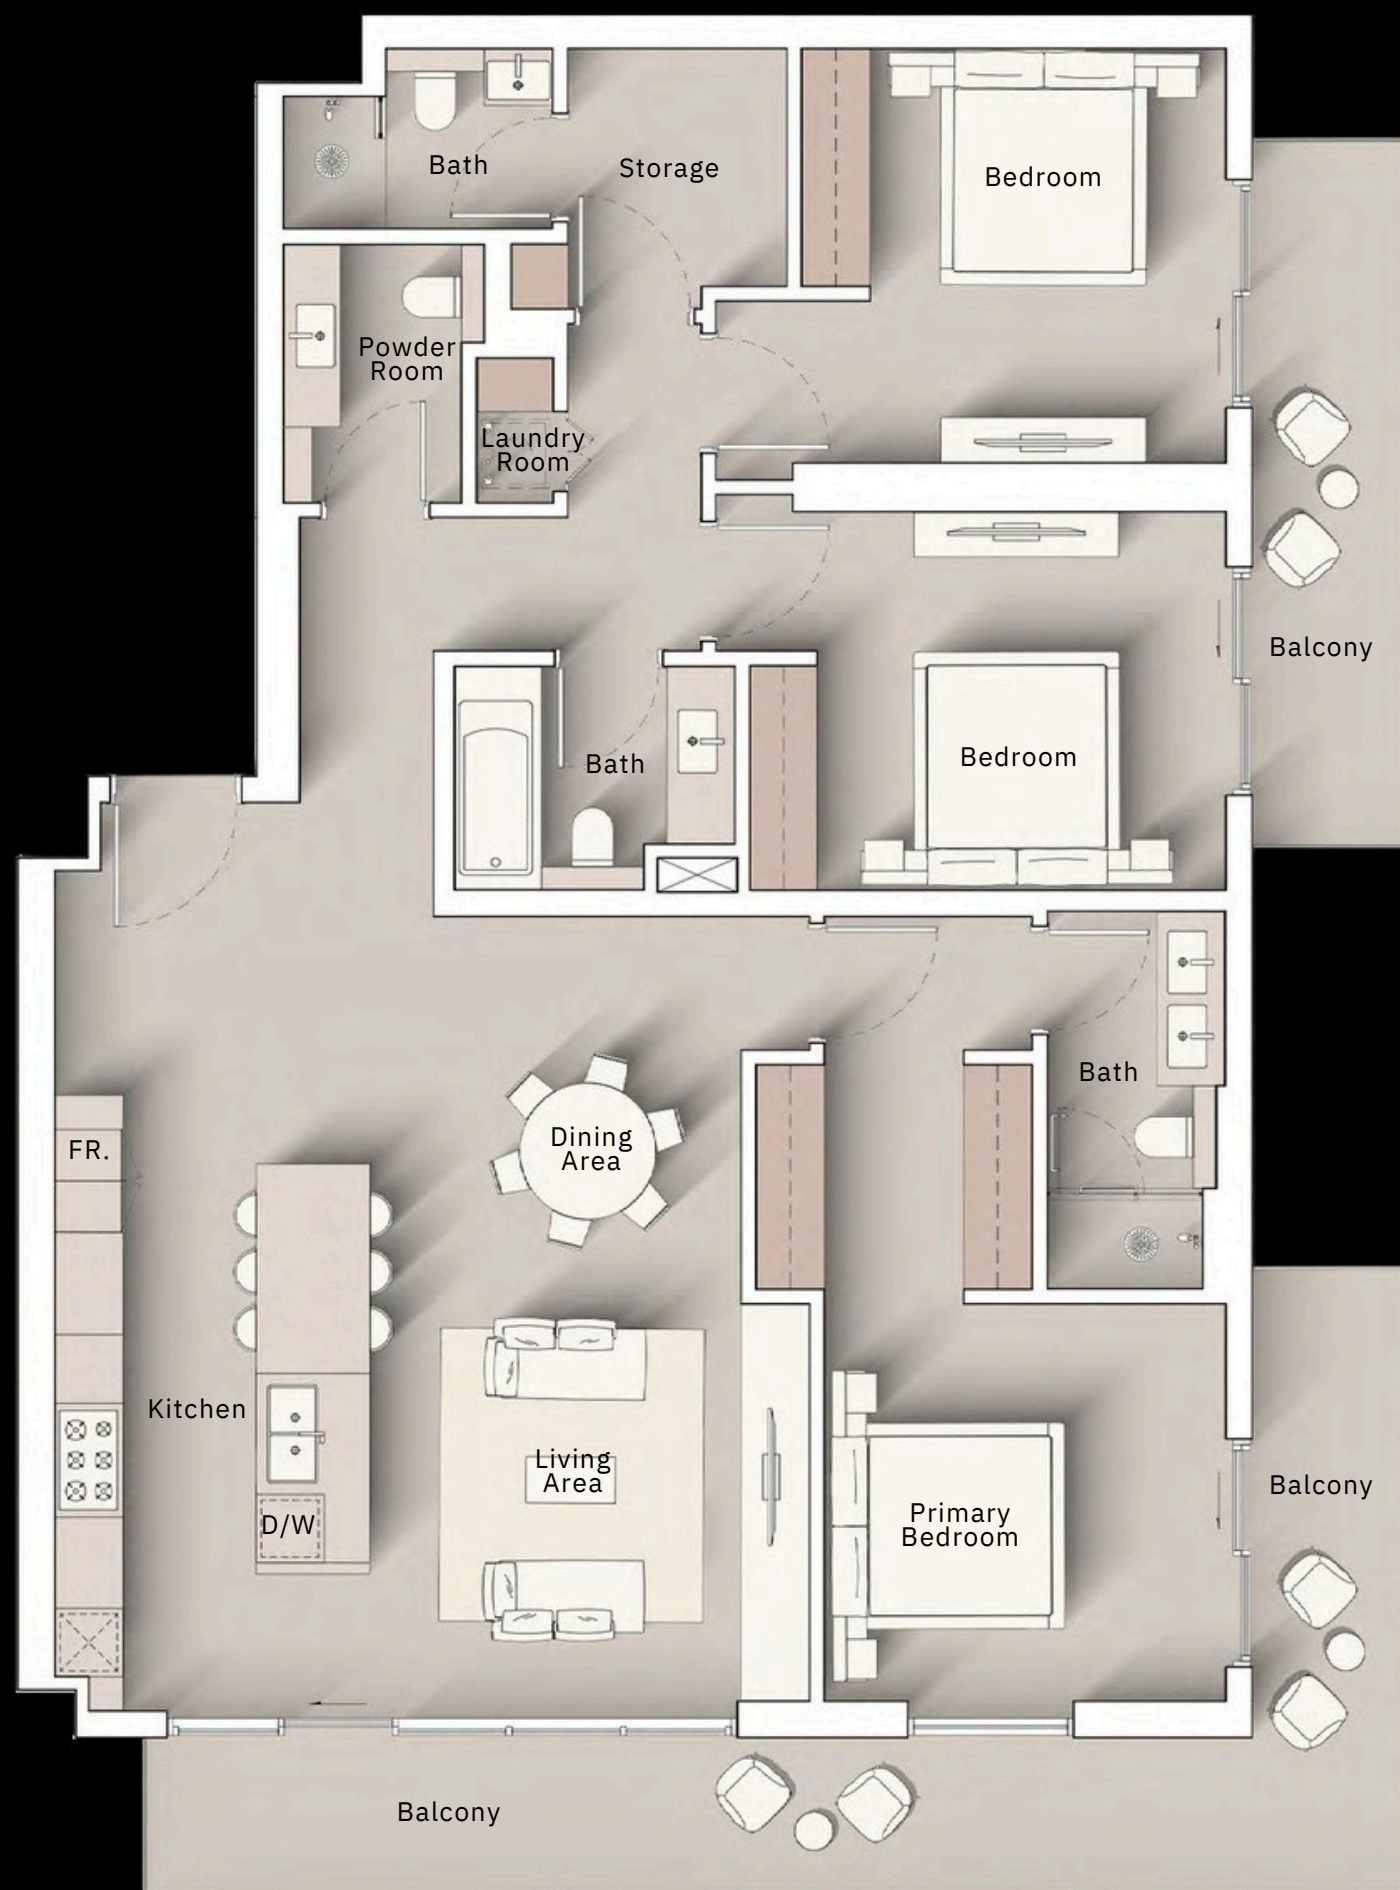 Bath
Storage
Bedroom
Powder
Room
Laundry
Room
Balcony
Bedroom
Bath
Bath
Dining
Area
FR.
Kitchen
Living
Area
D/W
Primary
Bedroom
Balcony
Balcony